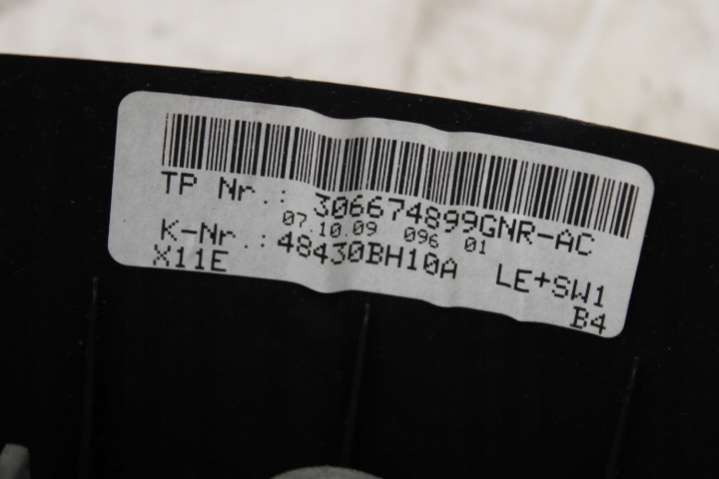 TP Nr.: 306674899GNR-AC
07.10.09 096 01
K-Nr.: 48430BH10A LE+SW1
X11E B4